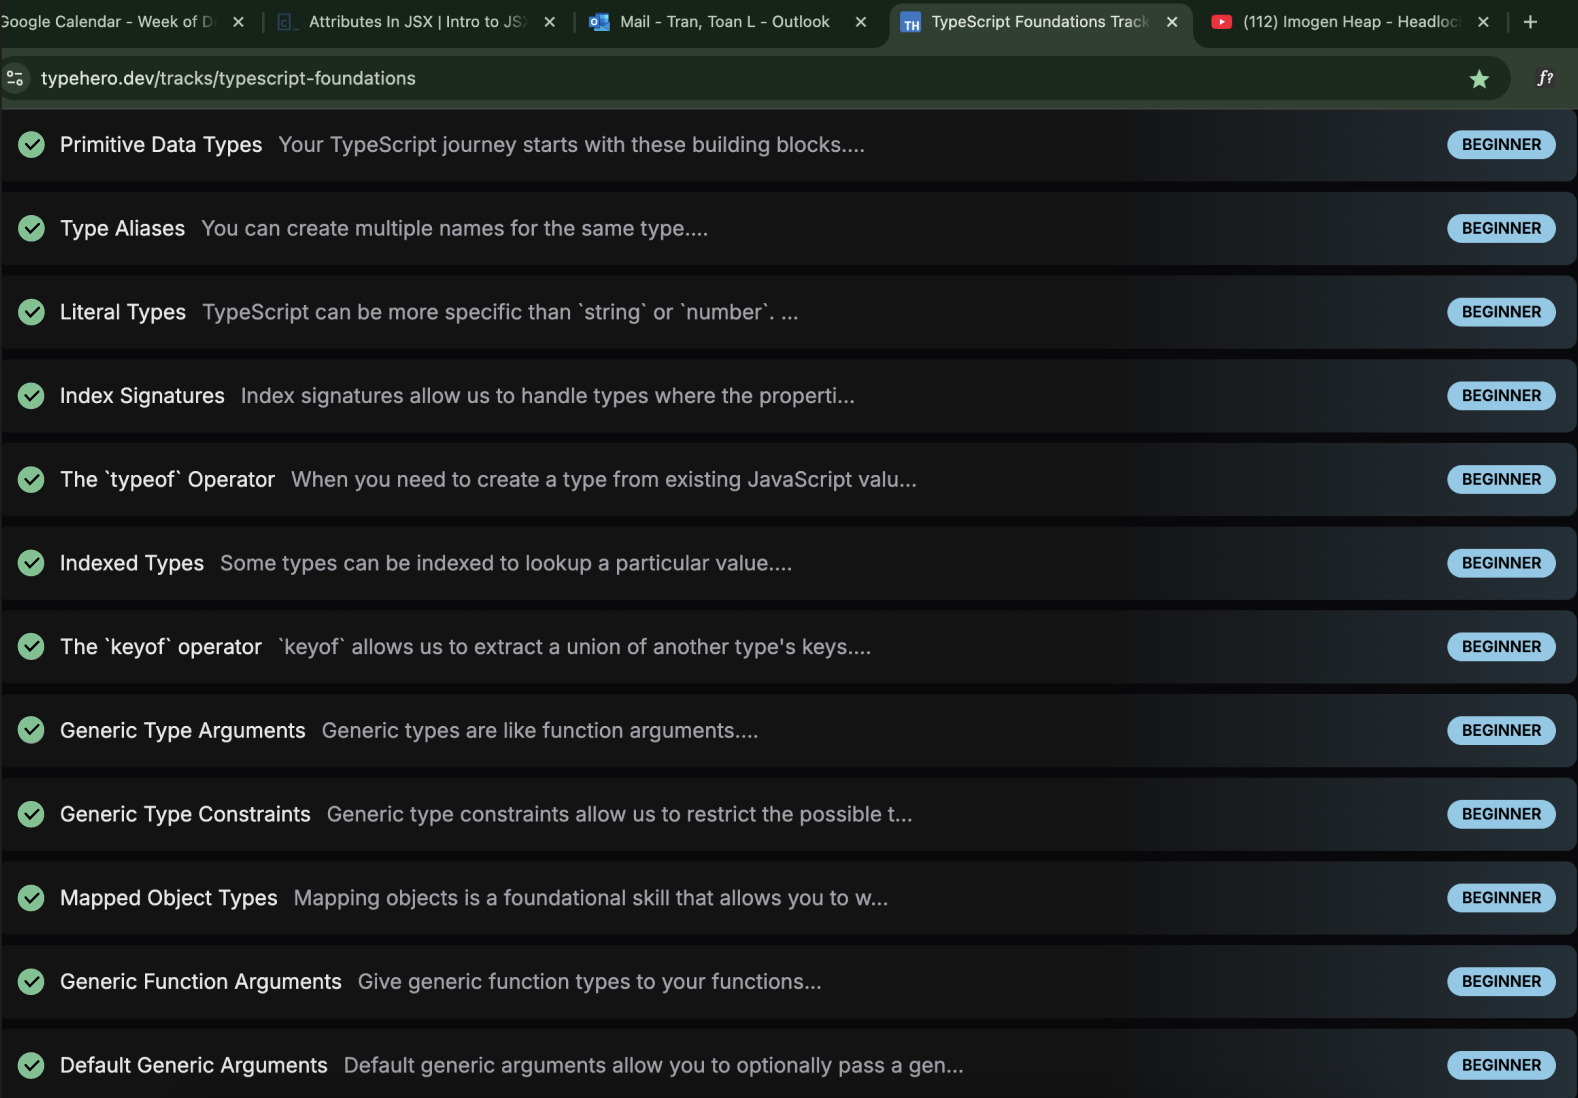 Google Calendar - Week of D
Attributes In JSX | Intro to JS
Mail - Tran, Toan L - Outlook
TH
TypeScript Foundations Track
(112) Imogen Heap - Headloc
typehero.dev/tracks/typescript-foundations
f?
Primitive Data Types Your TypeScript journey starts with these building blocks.... BEGINNER
Type Aliases You can create multiple names for the same type.... BEGINNER
Literal Types TypeScript can be more specific than `string` or `number`. ... BEGINNER
Index Signatures Index signatures allow us to handle types where the properti... BEGINNER
The `typeof` Operator When you need to create a type from existing JavaScript valu... BEGINNER
Indexed Types Some types can be indexed to lookup a particular value.... BEGINNER
The `keyof` operator `keyof` allows us to extract a union of another type's keys.... BEGINNER
Generic Type Arguments Generic types are like function arguments.... BEGINNER
Generic Type Constraints Generic type constraints allow us to restrict the possible t... BEGINNER
Mapped Object Types Mapping objects is a foundational skill that allows you to w... BEGINNER
Generic Function Arguments Give generic function types to your functions... BEGINNER
Default Generic Arguments Default generic arguments allow you to optionally pass a gen... BEGINNER